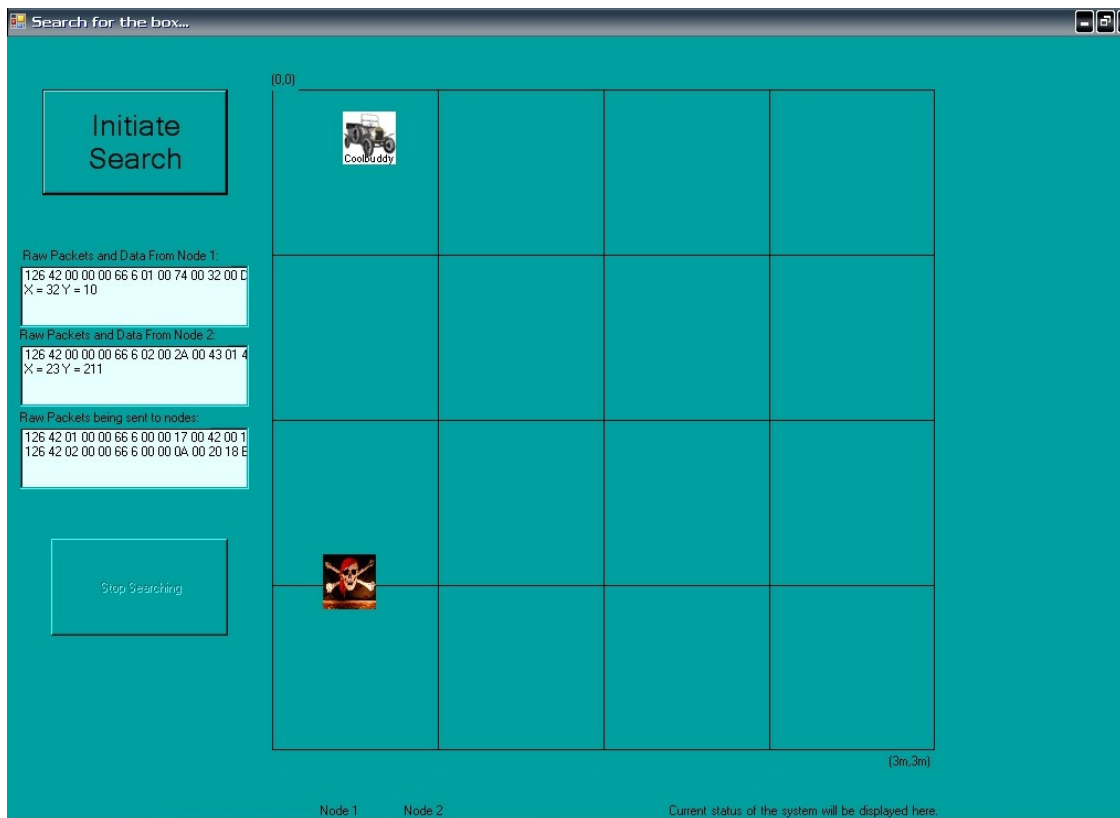 Search for the box...
(0,0)
Initiate
Search
CoolBuddy
Raw Packets and Data From Node 1:
126 42 00 00 00 66 6 01 00 74 00 32 00 D
X = 32 Y = 10
Raw Packets and Data From Node 2:
126 42 00 00 00 66 6 02 00 2A 00 43 01 4
X = 23 Y = 211
Raw Packets being sent to nodes:
126 42 01 00 00 66 6 00 00 17 00 42 00 1
126 42 02 00 00 66 6 00 00 0A 00 20 18 E
Stop Searching
(3m,3m)
Node 1 Node 2 Current status of the system will be displayed here.